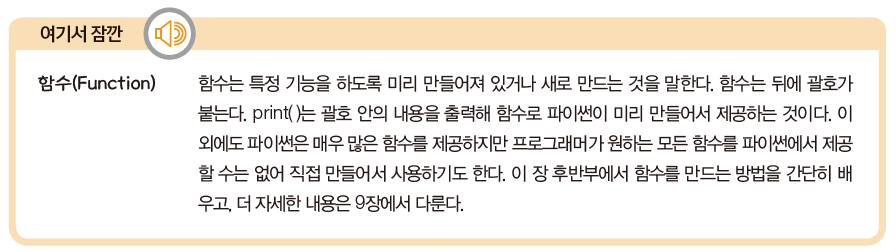 여기서 잠깐
함수(Function)
함수는 특정 기능을 하도록 미리 만들어져 있거나 새로 만드는 것을 말한다. 함수는 뒤에 괄호가
붙는다. print( )는 괄호 안의 내용을 출력해 함수로 파이썬이 미리 만들어서 제공하는 것이다. 이
외에도 파이썬은 매우 많은 함수를 제공하지만 프로그래머가 원하는 모든 함수를 파이썬에서 제공
할 수는 없어 직접 만들어서 사용하기도 한다. 이 장 후반부에서 함수를 만드는 방법을 간단히 배
우고, 더 자세한 내용은 9장에서 다룬다.